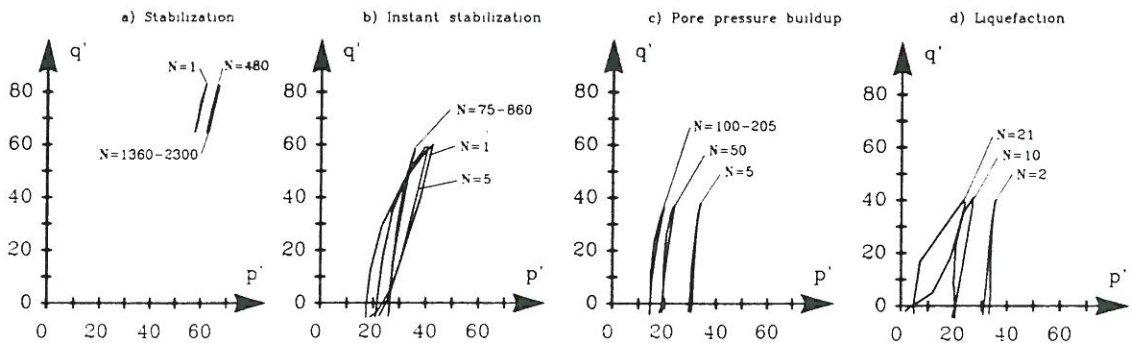 a) Stabilization
b) Instant stabilization
c) Pore pressure buildup
d) Liquefaction
q'
80
60
40
20
0
N=1
N=480
N=1360-2300
p'
0 20 40 60
q'
80
60
40
20
0
N=75-860
N=1
N=5
p'
0 20 40 60
q'
80
60
40
20
0
N=100-205
N=50
N=5
p'
0 20 40 60
q'
80
60
40
20
0
N=21
N=10
N=2
p'
0 20 40 60